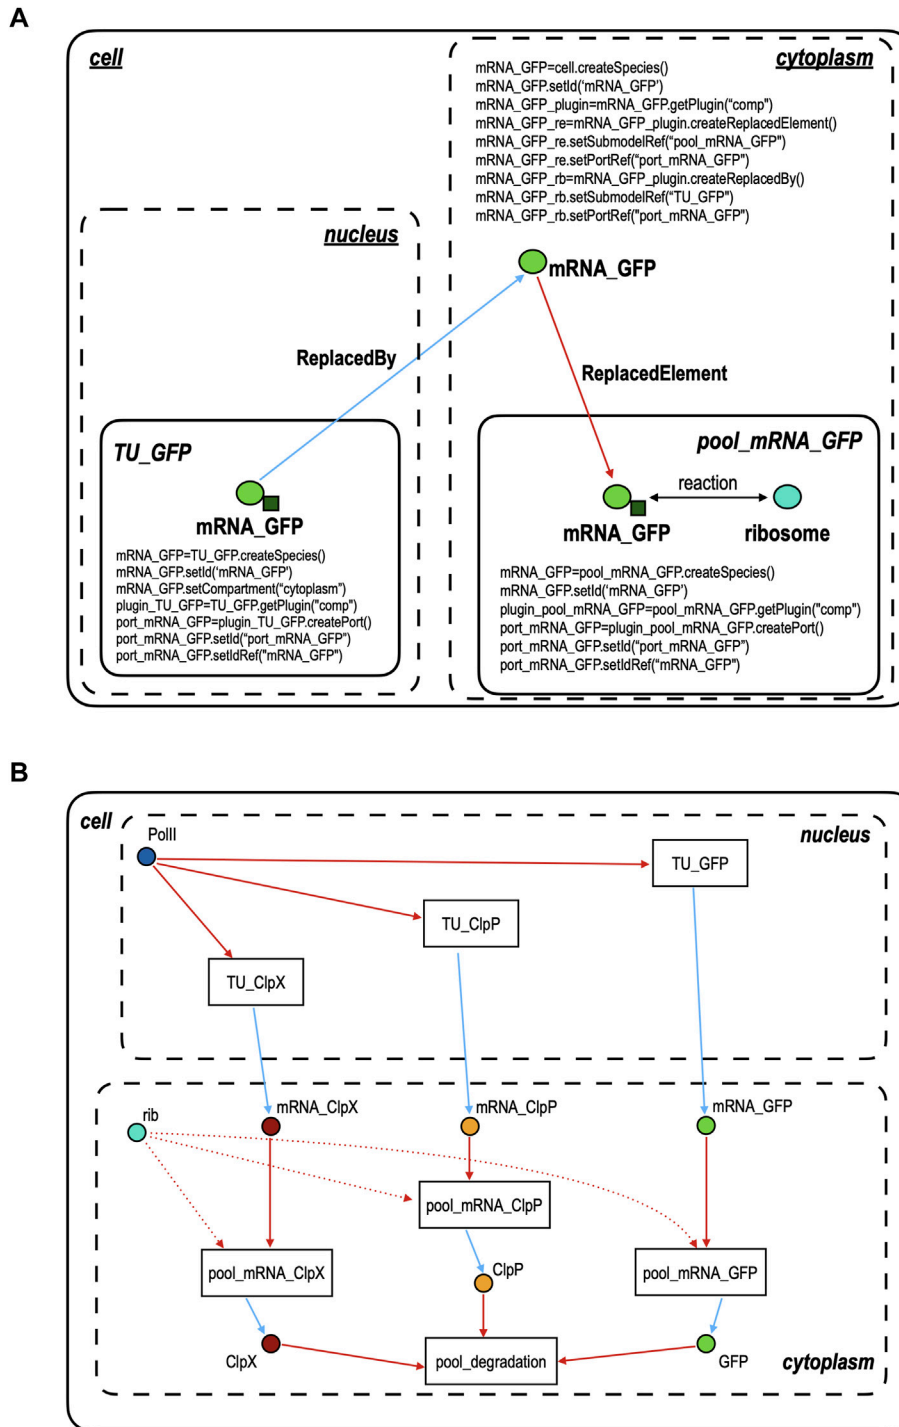 A
cell
cytoplasm
mRNA_GFP=cell.createSpecies()
mRNA_GFP.setId(‘mRNA_GFP’)
mRNA_GFP_plugin=mRNA_GFP.getPlugin(“comp”)
mRNA_GFP_re=mRNA_GFP_plugin.createReplacedElement()
mRNA_GFP_re.setSubmodelRef(“pool_mRNA_GFP")
mRNA_GFP_re.setPortRef(“port_mRNA_GFP")
mRNA_GFP_rb=mRNA_GFP_plugin.createReplacedBy()
mRNA_GFP_rb.setSubmodelRef(“TU_GFP”)
mRNA_GFP_rb.setPortRef("port_mRNA_GFP”)
nucleus
mRNA_GFP
ReplacedBy
ReplacedElement
TU_GFP
mRNA_GFP
mRNA_GFP=TU_GFP.createSpecies()
mRNA_GFP.setId(‘mRNA_GFP’)
mRNA_GFP.setCompartment(“cytoplasm”)
plugin_TU_GFP=TU_GFP.getPlugin("comp”)
port_mRNA_GFP=plugin_TU_GFP.createPort()
port_mRNA_GFP.setId(“port_mRNA_GFP”)
port_mRNA_GFP.setIdRef("mRNA_GFP”)
pool_mRNA_GFP
reaction
mRNA_GFP
ribosome
mRNA_GFP=pool_mRNA_GFP.createSpecies()
mRNA_GFP.setId(‘mRNA_GFP’)
plugin_pool_mRNA_GFP=pool_mRNA_GFP.getPlugin("comp”)
port_mRNA_GFP=plugin_pool_mRNA_GFP.createPort()
port_mRNA_GFP.setId(“port_mRNA_GFP”)
port_mRNA_GFP.setIdRef(“mRNA_GFP”)
B
cell
nucleus
PolII
TU_GFP
TU_ClpP
TU_ClpX
rib
mRNA_ClpX
mRNA_ClpP
mRNA_GFP
pool_mRNA_ClpP
pool_mRNA_ClpX
pool_mRNA_GFP
ClpP
ClpX
pool_degradation
GFP
cytoplasm